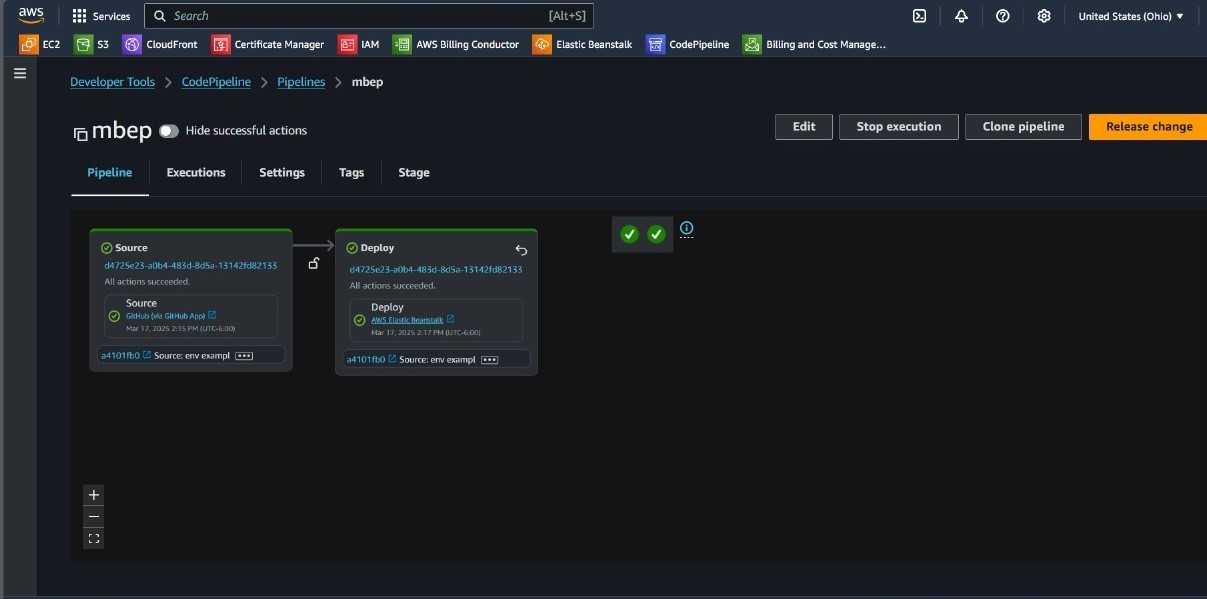 aws
Services
Search
[Alt+S]
United States (Ohio)
EC2
S3
CloudFront
Certificate Manager
IAM
AWS Billing Conductor
Elastic Beanstalk
CodePipeline
Billing and Cost Manage...
Developer Tools
CodePipeline
Pipelines
mbep
mbep
Hide successful actions
Edit
Stop execution
Clone pipeline
Release change
Pipeline
Executions
Settings
Tags
Stage
Source
d4725e23-a0b4-483d-8d5a-13142fd82133
All actions succeeded.
Source
GitHub (via GitHub App)
Mar 17, 2025 2:15 PM (UTC-6:00)
a4101fb0 Source: env exampl
Deploy
d4725e23-a0b4-483d-8d5a-13142fd82133
All actions succeeded.
Deploy
AWS Elastic Beanstalk
Mar 17, 2025 2:17 PM (UTC-6:00)
a4101fb0 Source: env exampl